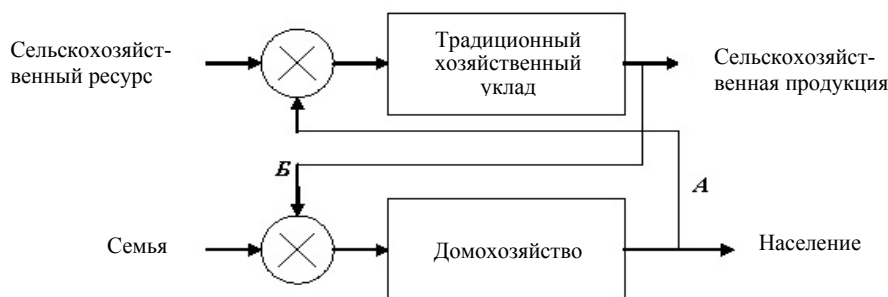 Сельскохозяйст-
венный ресурс
Традиционный
хозяйственный
уклад
Сельскохозяйст-
венная продукция
Б
А
Семья
Домохозяйство
Население